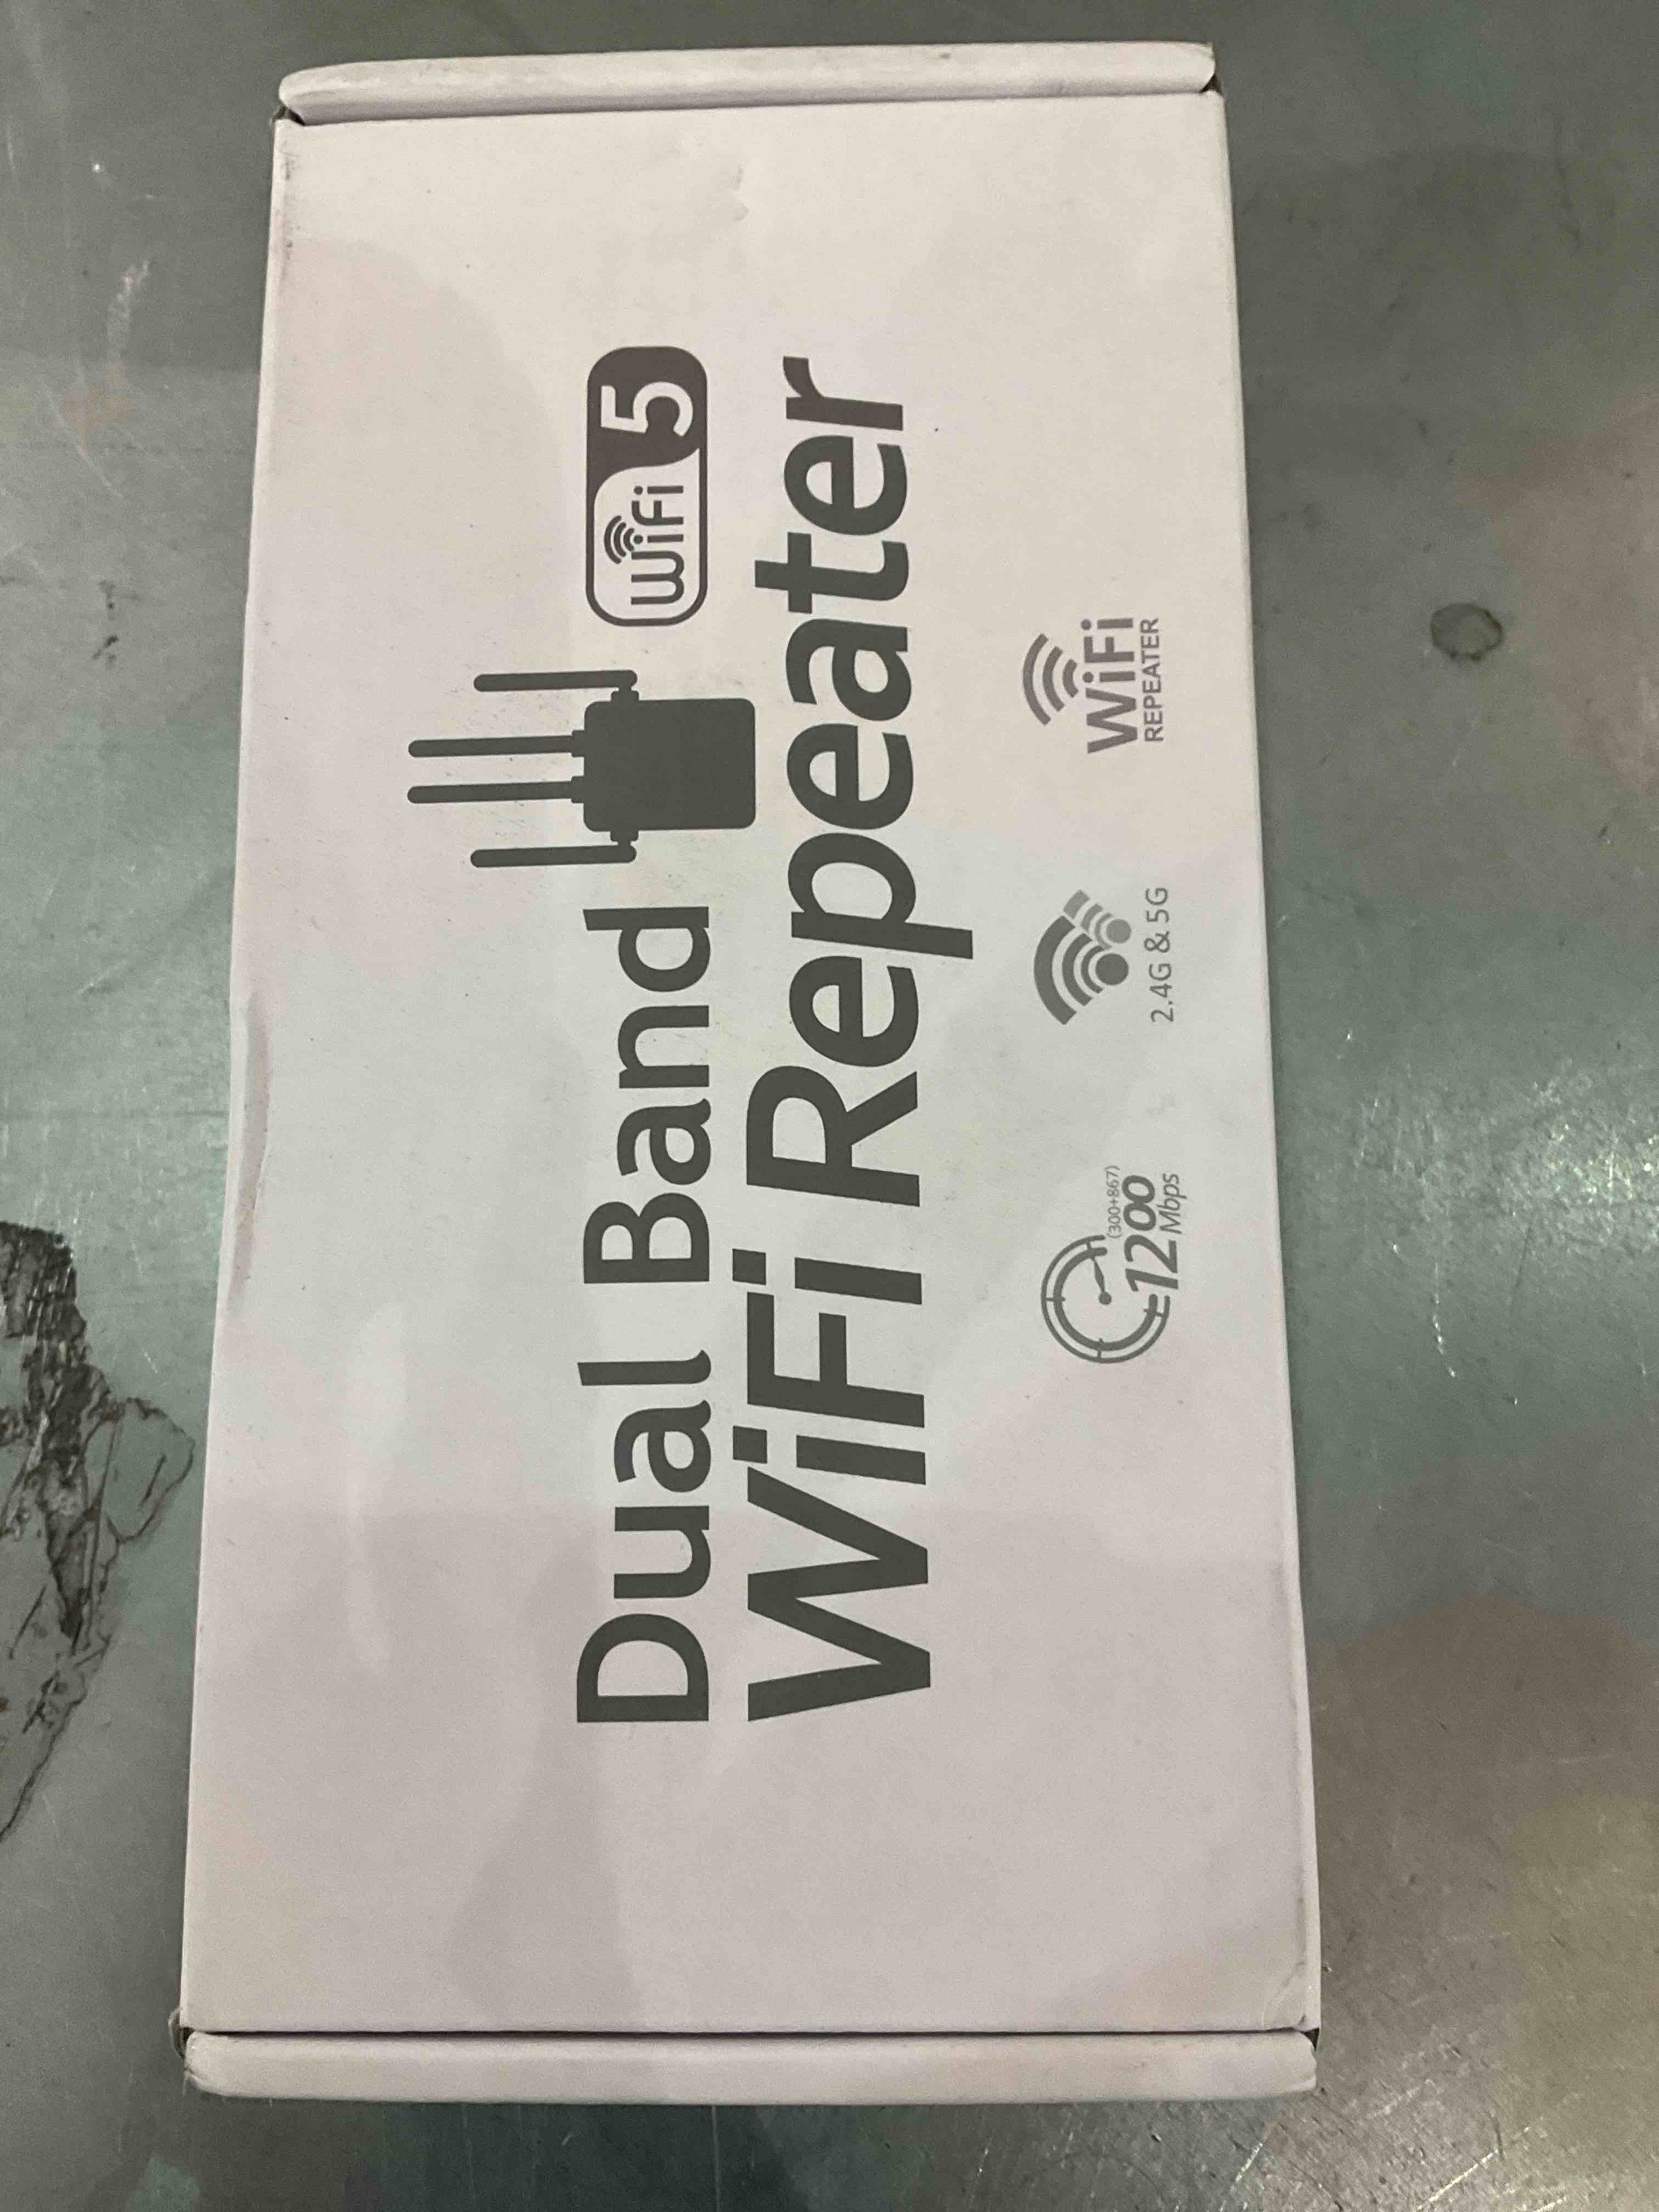 WiFi 5
Dual Band
WiFi Repeater
(300+867)
1200
Mbps
2.4G & 5G
WiFi
REPEATER